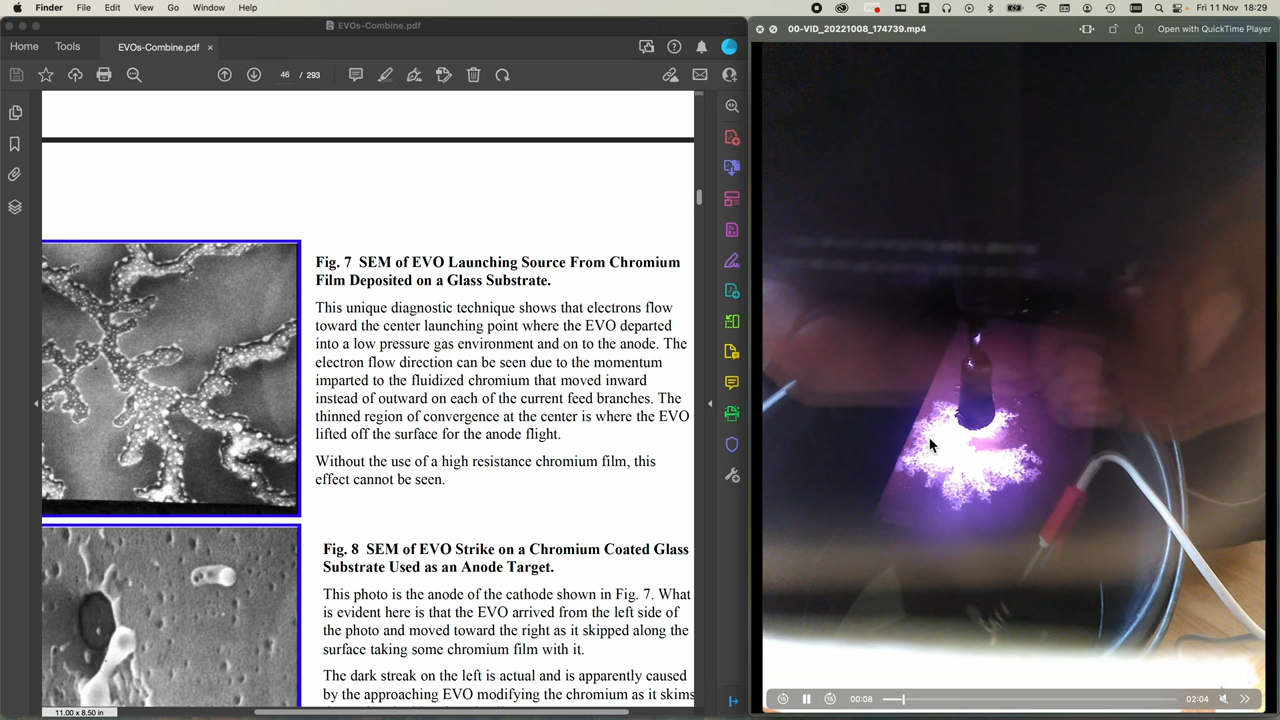 Finder File Edit View Go Window Help
Fri 11 Nov 18:29
EVOs-Combine.pdf
Home Tools EVOs-Combine.pdf ×
46 / 293
Fig. 7 SEM of EVO Launching Source From Chromium
Film Deposited on a Glass Substrate.
This unique diagnostic technique shows that electrons flow
toward the center launching point where the EVO departed
into a low pressure gas environment and on to the anode. The
electron flow direction can be seen due to the momentum
imparted to the fluidized chromium that moved inward
instead of outward on each of the current feed branches. The
thinned region of convergence at the center is where the EVO
lifted off the surface for the anode flight.
Without the use of a high resistance chromium film, this
effect cannot be seen.
Fig. 8 SEM of EVO Strike on a Chromium Coated Glass
Substrate Used as an Anode Target.
This photo is the anode of the cathode shown in Fig. 7. What
is evident here is that the EVO arrived from the left side of
the photo and moved toward the right as it skipped along the
surface taking some chromium film with it.
The dark streak on the left is actual and is apparently caused
by the approaching EVO modifying the chromium as it skims
11.00 x 8.50 in
00-VID_20221008_174739.mp4
Open with QuickTime Player
00:08
02:04